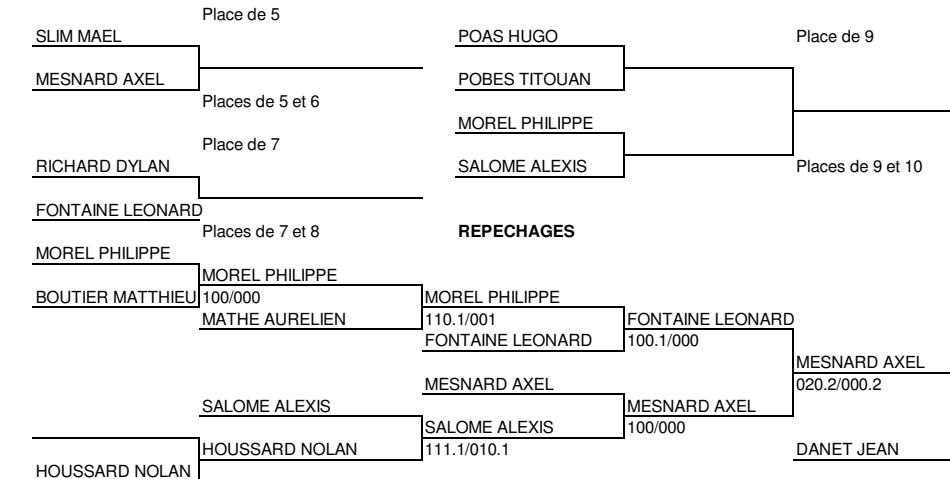 Place de 5
SLIM MAEL
POAS HUGO
Place de 9
MESNARD AXEL
POBES TITOUAN
Places de 5 et 6
MOREL PHILIPPE
Place de 7
RICHARD DYLAN
SALOME ALEXIS
Places de 9 et 10
FONTAINE LEONARD
Places de 7 et 8
REPECHAGES
MOREL PHILIPPE
MOREL PHILIPPE
BOUTIER MATTHIEU
100/000
MOREL PHILIPPE
MATHE AURELIEN
110.1/001
FONTAINE LEONARD
FONTAINE LEONARD
100.1/000
MESNARD AXEL
MESNARD AXEL
020.2/000.2
SALOME ALEXIS
MESNARD AXEL
SALOME ALEXIS
100/000
HOUSSARD NOLAN
111.1/010.1
DANET JEAN
HOUSSARD NOLAN